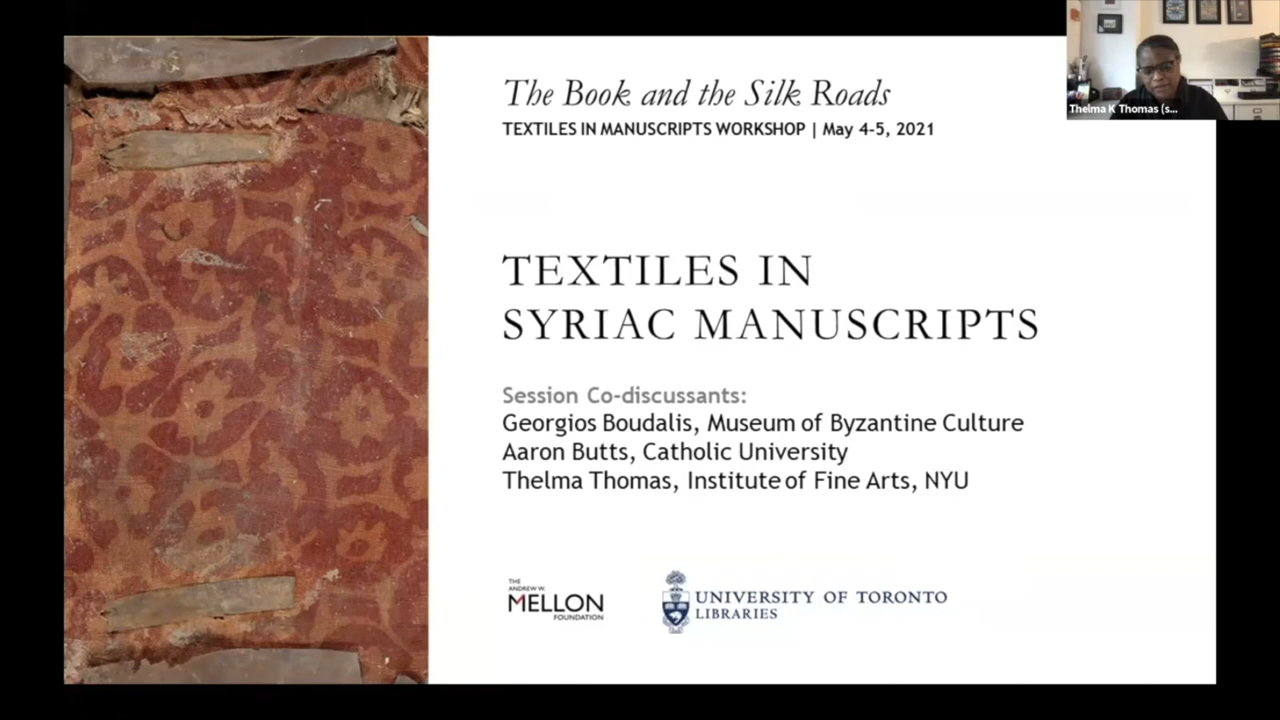 The Book and the Silk Roads
TEXTILES IN MANUSCRIPTS WORKSHOP | May 4-5, 2021
Thelma K Thomas (s...
TEXTILES IN
SYRIAC MANUSCRIPTS
Session Co-discussants:
Georgios Boudalis, Museum of Byzantine Culture
Aaron Butts, Catholic University
Thelma Thomas, Institute of Fine Arts, NYU
THE
ANDREW W.
MELLON
FOUNDATION
UNIVERSITY OF TORONTO
LIBRARIES